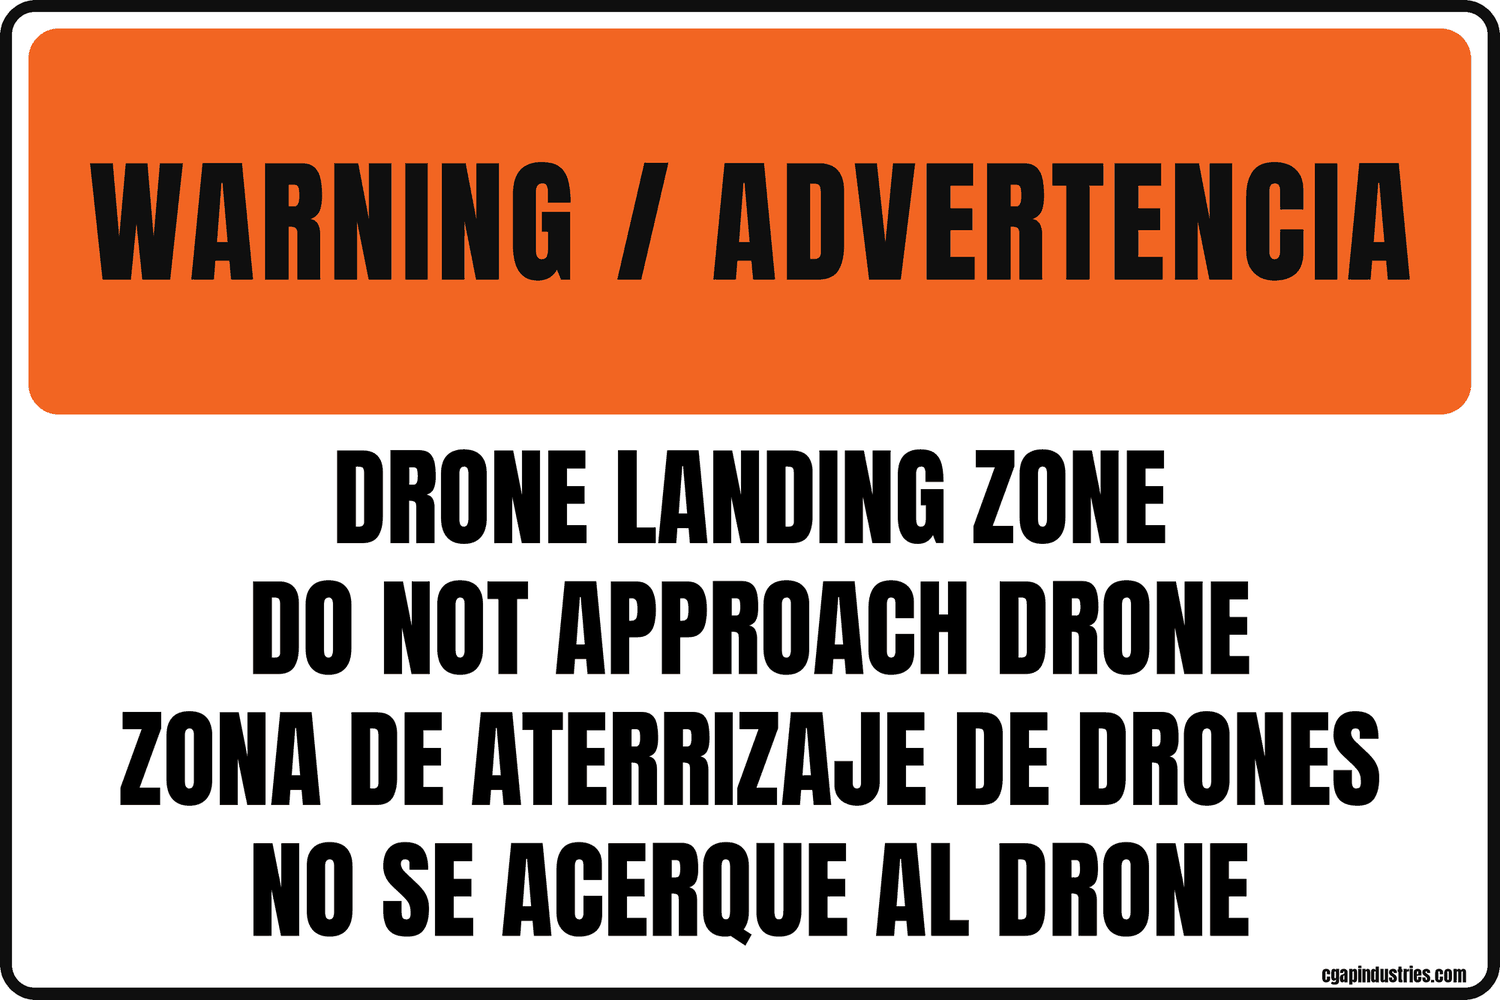 WARNING / ADVERTENCIA
DRONE LANDING ZONE
DO NOT APPROACH DRONE
ZONA DE ATERRIZAJE DE DRONES
NO SE ACERQUE AL DRONE
cgapindustries.com